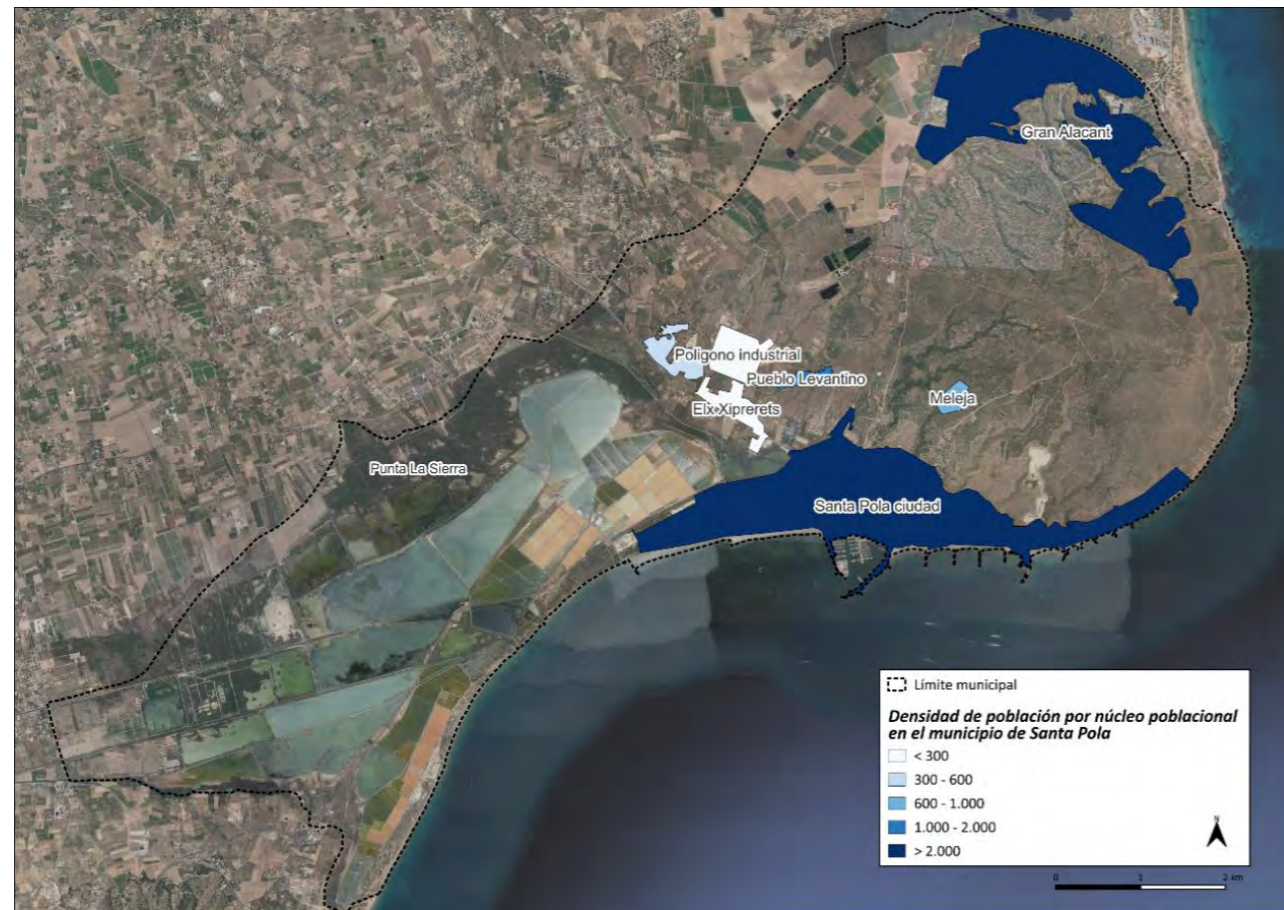 Gran Alacant
Polígono industrial
Pueblo Levantino
Meleja
Elx Xiprerets
Punta La Sierra
Santa Pola ciudad
Límite municipal
Densidad de población por núcleo poblacional
en el municipio de Santa Pola
< 300
300 - 600
600 - 1.000
1.000 - 2.000
> 2.000
N
0 1 2 km